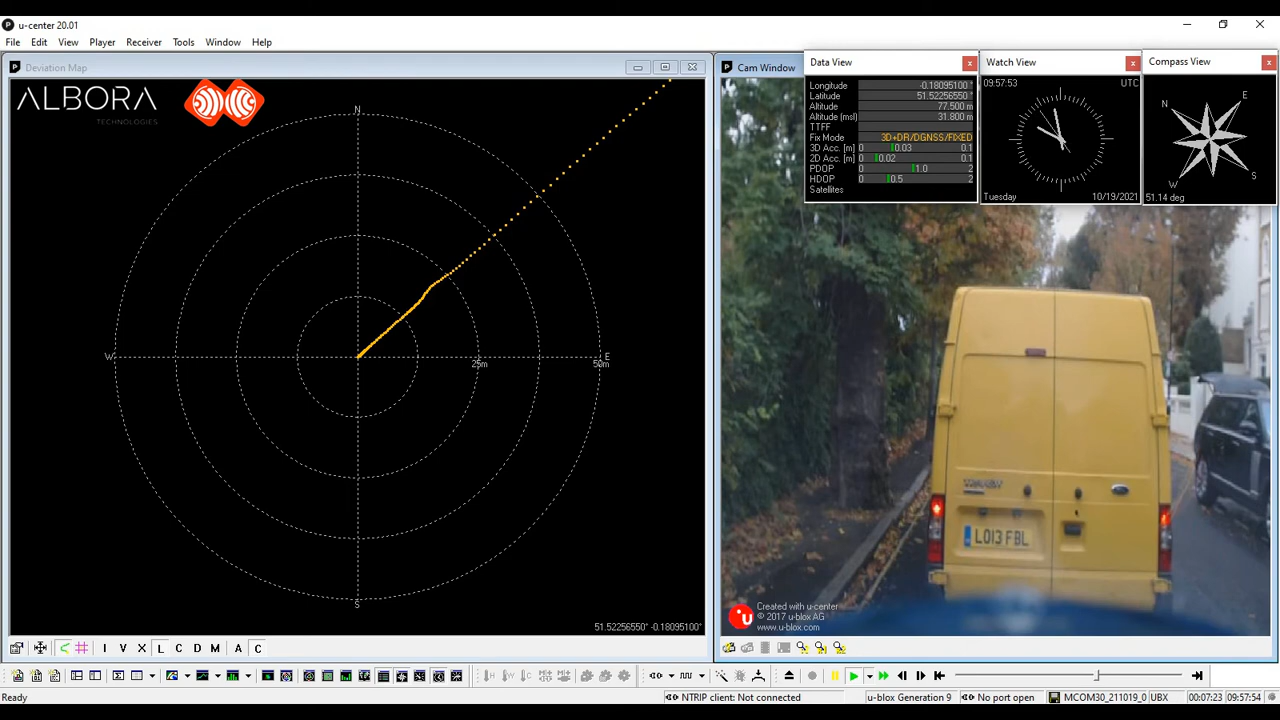 u-center 20.01
File Edit View Player Receiver Tools Window Help
Deviation Map
ALBORA
TECHNOLOGIES
N
W
E
25m
50m
S
51.52256550° -0.18095100°
Cam Window
Data View
Longitude -0.18095100 °
Latitude 51.52256550 °
Altitude 77.500 m
Altitude (msl) 31.800 m
TTFF
Fix Mode 3D+DR/DGNSS/FIXED
3D Acc. [m] 0 0.03 0.1
2D Acc. [m] 0 0.02 0.1
PDOP 0 1.0 2
HDOP 0 0.5 2
Satellites
Watch View
09:57:53 UTC
Tuesday 10/19/2021
Compass View
N E
W S
51.14 deg
TRANSIT
LO13 FBL
Created with u-center
© 2017 u-blox AG
www.u-blox.com
I V X L C D M A C
Ready
NTRIP client: Not connected
u-blox Generation 9
No port open
MCOM30_211019_0
UBX
00:07:23
09:57:54